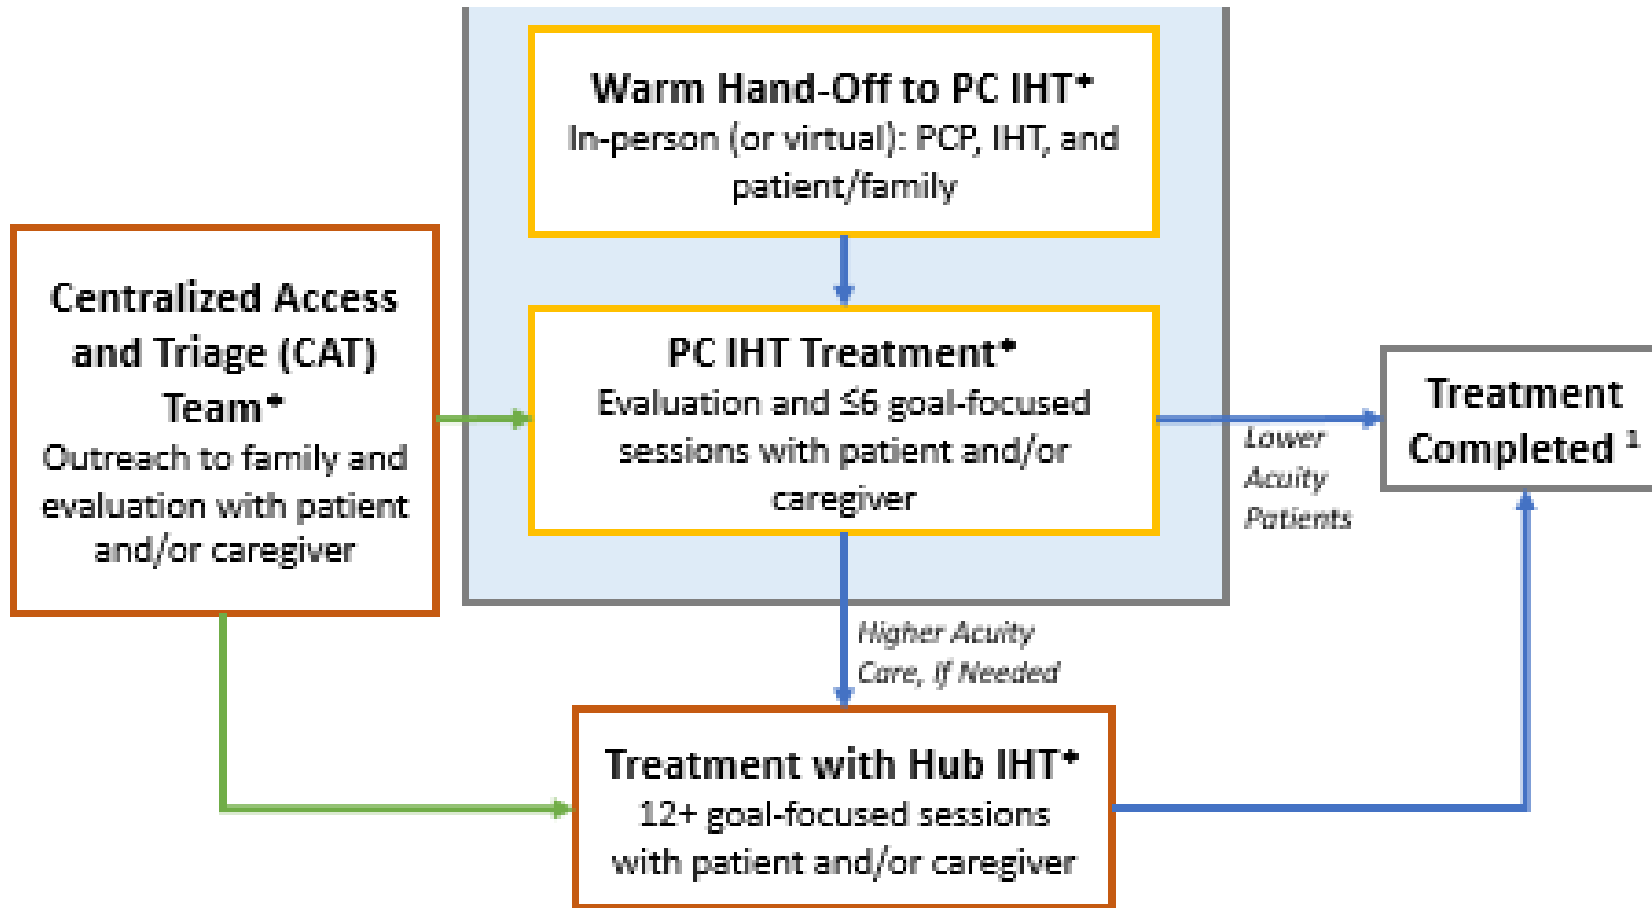 Warm Hand-Off to PC IHT✦
In-person (or virtual): PCP, IHT, and
patient/family
Centralized Access
and Triage (CAT)
Team✦
Outreach to family and
evaluation with patient
and/or caregiver
PC IHT Treatment✦
Evaluation and ≤6 goal-focused
sessions with patient and/or
caregiver
Lower
Acuity
Patients
Treatment
Completed ¹
Higher Acuity
Care, If Needed
Treatment with Hub IHT✦
12+ goal-focused sessions
with patient and/or caregiver